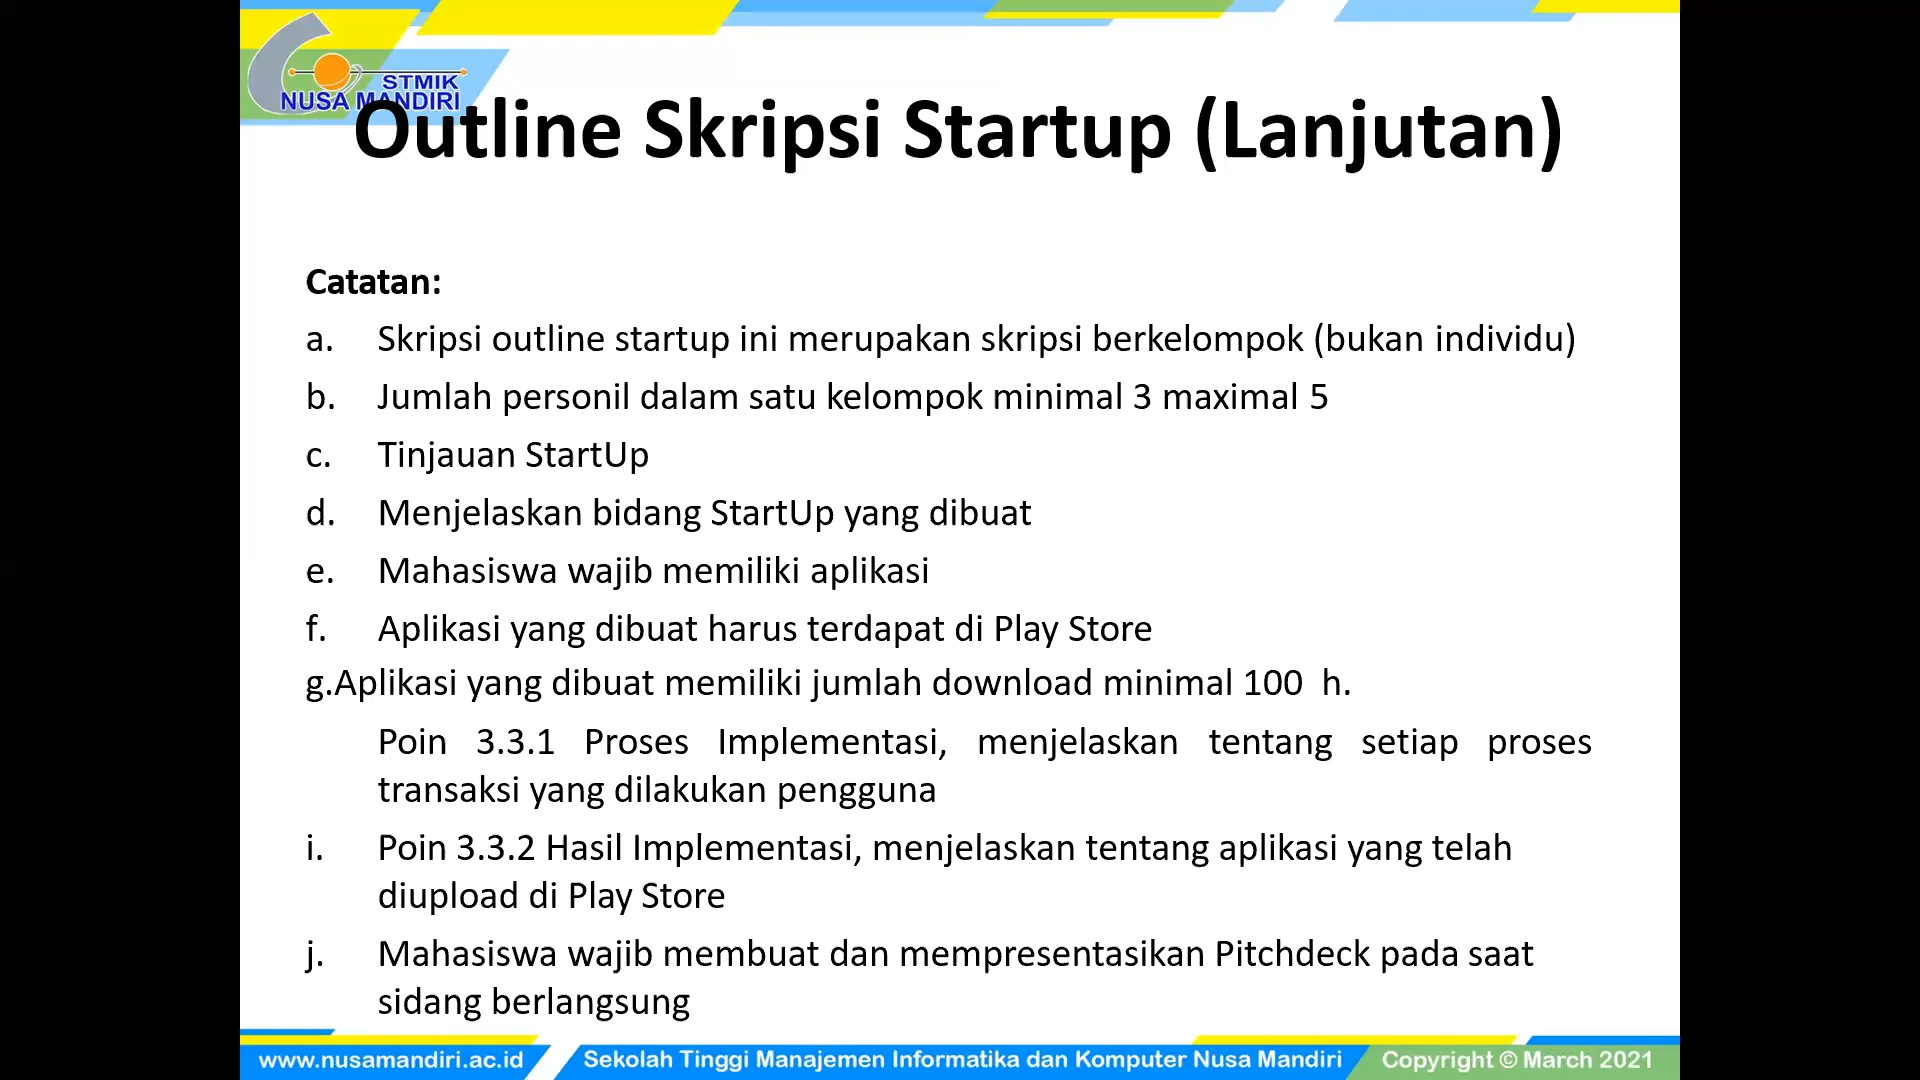 STMIK
NUSA MANDIRI
Outline Skripsi Startup (Lanjutan)
Catatan:
a. Skripsi outline startup ini merupakan skripsi berkelompok (bukan individu)
b. Jumlah personil dalam satu kelompok minimal 3 maximal 5
c. Tinjauan StartUp
d. Menjelaskan bidang StartUp yang dibuat
e. Mahasiswa wajib memiliki aplikasi
f. Aplikasi yang dibuat harus terdapat di Play Store
g.Aplikasi yang dibuat memiliki jumlah download minimal 100 h.
Poin 3.3.1 Proses Implementasi, menjelaskan tentang setiap proses
transaksi yang dilakukan pengguna
i. Poin 3.3.2 Hasil Implementasi, menjelaskan tentang aplikasi yang telah
diupload di Play Store
j. Mahasiswa wajib membuat dan mempresentasikan Pitchdeck pada saat
sidang berlangsung
www.nusamandiri.ac.id Sekolah Tinggi Manajemen Informatika dan Komputer Nusa Mandiri Copyright © March 2021